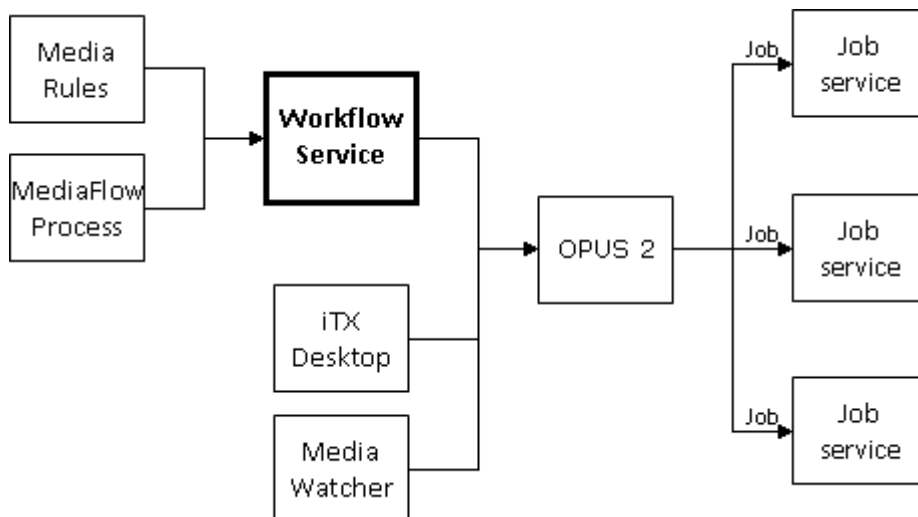 Media
Rules
MediaFlow
Process
Workflow
Service
iTX
Desktop
Media
Watcher
OPUS 2
Job
Job
service
Job
Job
service
Job
Job
service